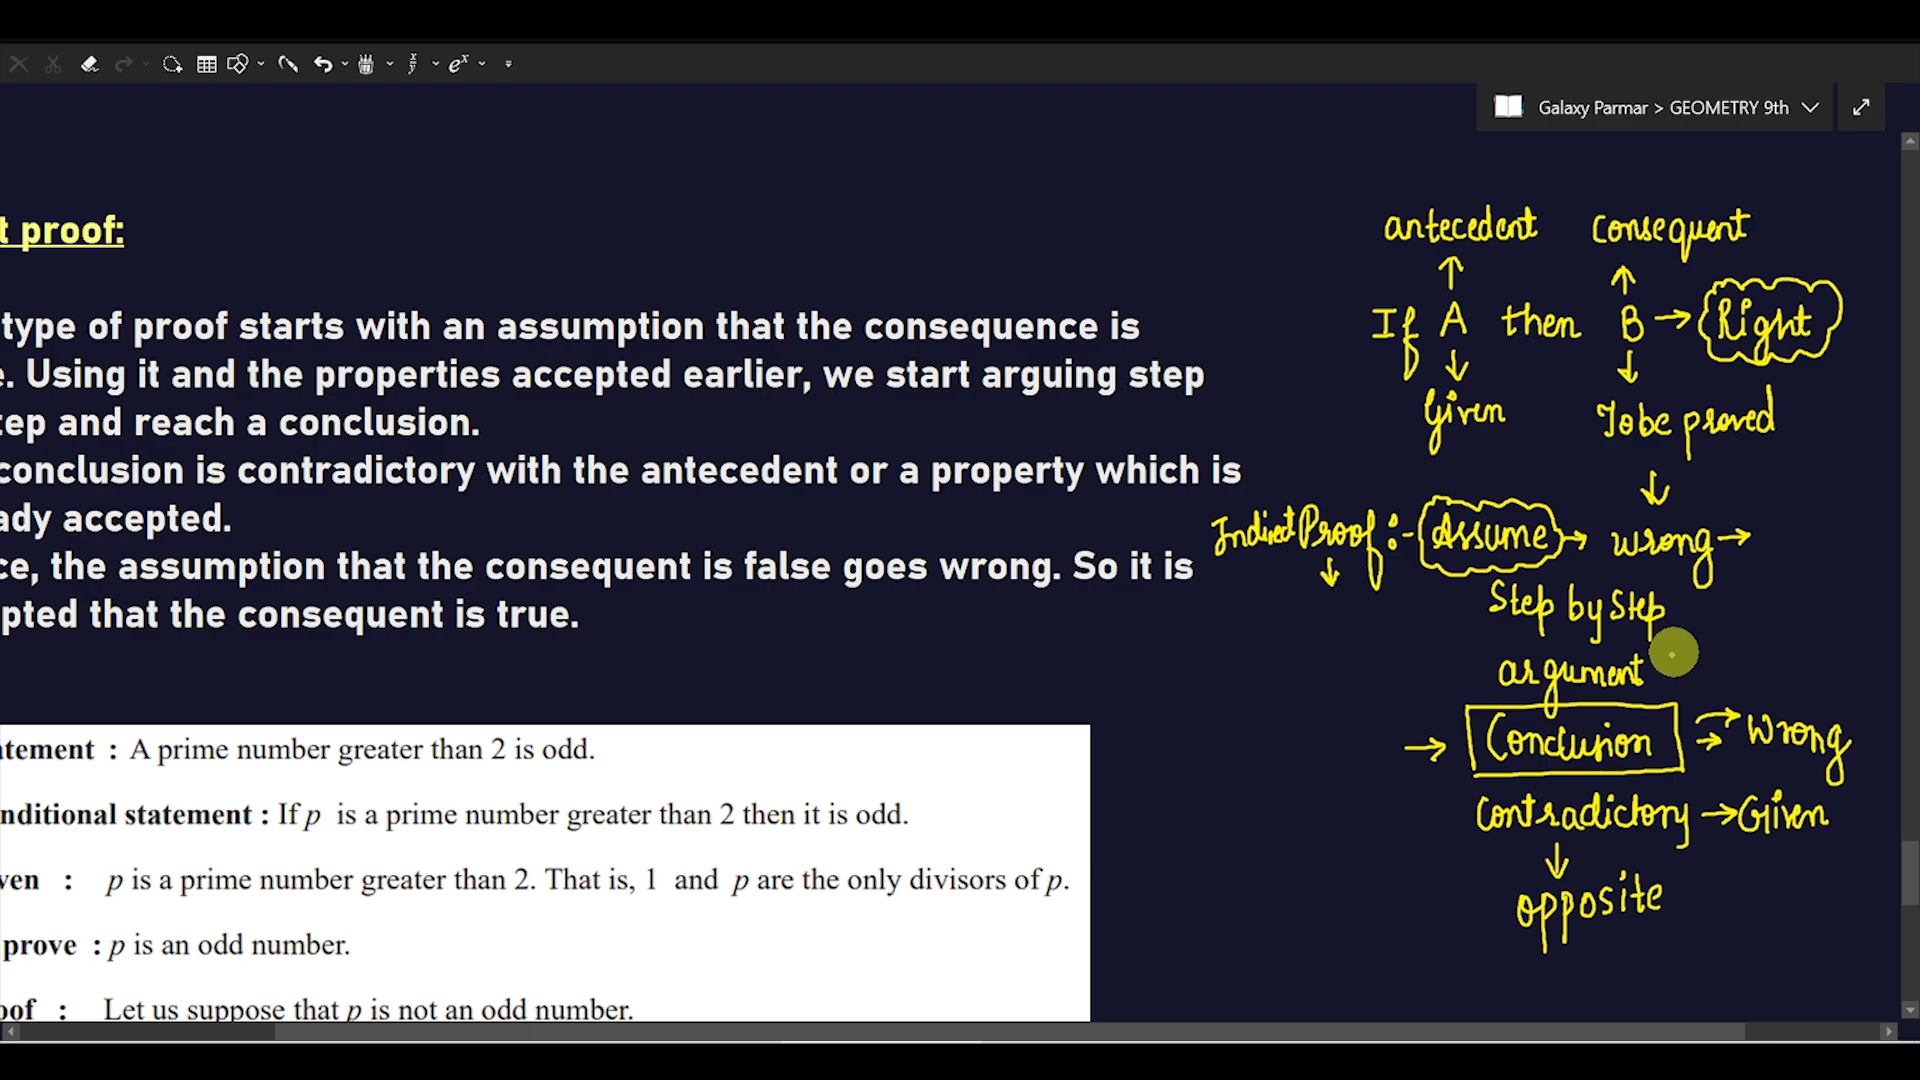 Galaxy Parmar > GEOMETRY 9th
t proof:
type of proof starts with an assumption that the consequence is
e. Using it and the properties accepted earlier, we start arguing step
tep and reach a conclusion.
conclusion is contradictory with the antecedent or a property which is
ady accepted.
ce, the assumption that the consequent is false goes wrong. So it is
pted that the consequent is true.
atement : A prime number greater than 2 is odd.
nditional statement : If p is a prime number greater than 2 then it is odd.
ven : p is a prime number greater than 2. That is, 1 and p are the only divisors of p.
prove : p is an odd number.
oof : Let us suppose that p is not an odd number.
antecedent consequent
↑ ↑
If A then B → Right
↓ ↓
Given To be proved
↓
Indirect Proof :- Assume → wrong →
↓
Step by Step
argument
→ Conclusion → → Wrong
Contradictory → Given
↓
opposite